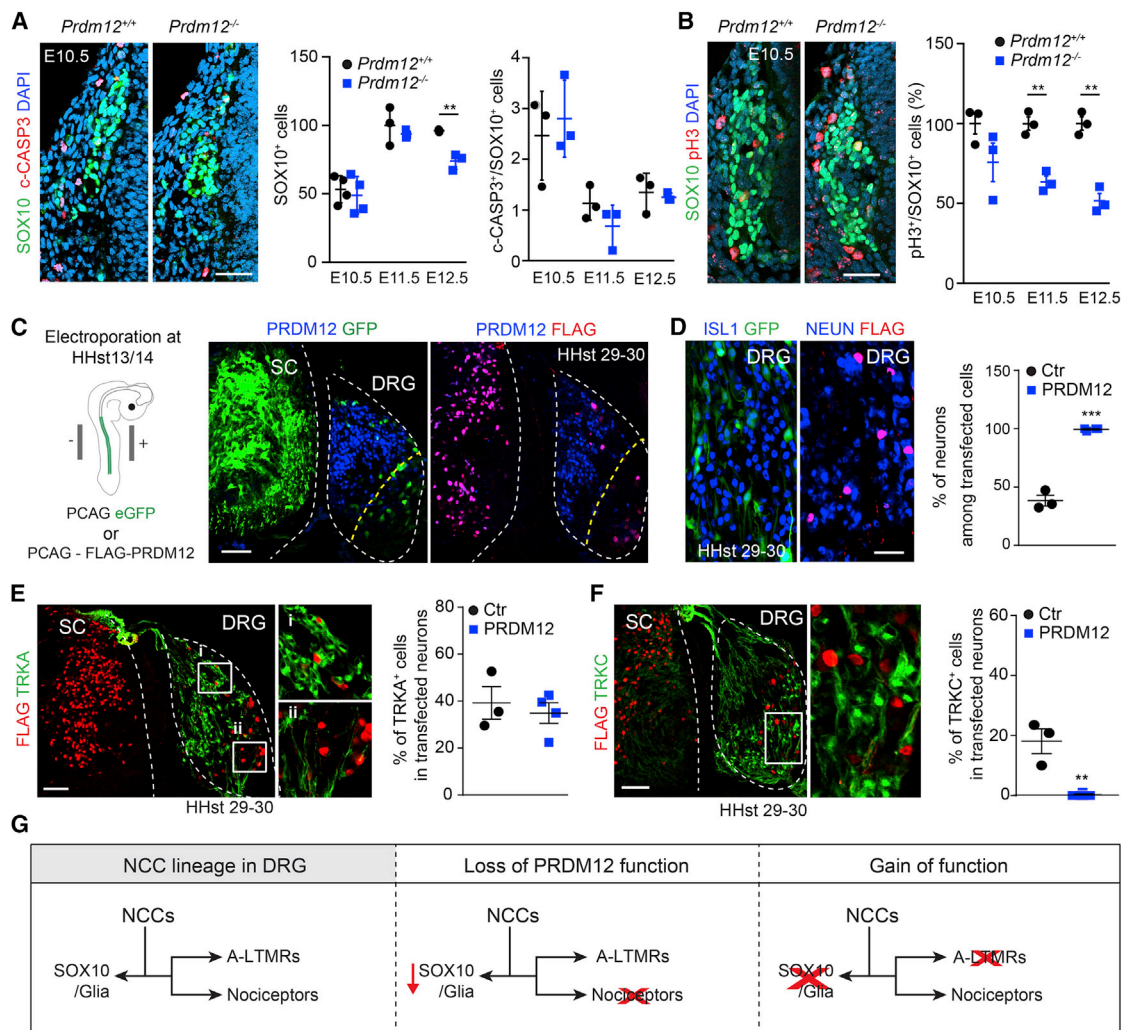 A
Prdm12+/+
Prdm12-/-
E10.5
SOX10 c-CASP3 DAPI
SOX10+ cells
150
100
50
0
Prdm12+/+
Prdm12-/-
**
E10.5 E11.5 E12.5
c-CASP3+/SOX10+ cells
4
3
2
1
0
E10.5 E11.5 E12.5
B
Prdm12+/+
Prdm12-/-
E10.5
SOX10 pH3 DAPI
pH3+/SOX10+ cells (%)
150
100
50
0
Prdm12+/+
Prdm12-/-
** **
E10.5 E11.5 E12.5
C
Electroporation at
HHst13/14
- +
PCAG eGFP
or
PCAG - FLAG-PRDM12
PRDM12 GFP
SC
DRG
PRDM12 FLAG
HHst 29-30
D
ISL1 GFP
DRG
HHst 29-30
NEUN FLAG
DRG
% of neurons
among transfected cells
150
100
50
0
Ctr
PRDM12
***
E
FLAG TRKA
SC
DRG
i
ii
HHst 29-30
i
ii
% of TRKA+ cells
in transfected neurons
80
60
40
20
0
Ctr
PRDM12
F
FLAG TRKC
SC
DRG
HHst 29-30
% of TRKC+ cells
in transfected neurons
60
40
20
0
Ctr
PRDM12
**
G
NCC lineage in DRG
Loss of PRDM12 function
Gain of function
NCCs
A-LTMRs
SOX10
/Glia
Nociceptors
NCCs
A-LTMRs
SOX10
/Glia
Nociceptors
NCCs
A-LTMRs
SOX10
/Glia
Nociceptors